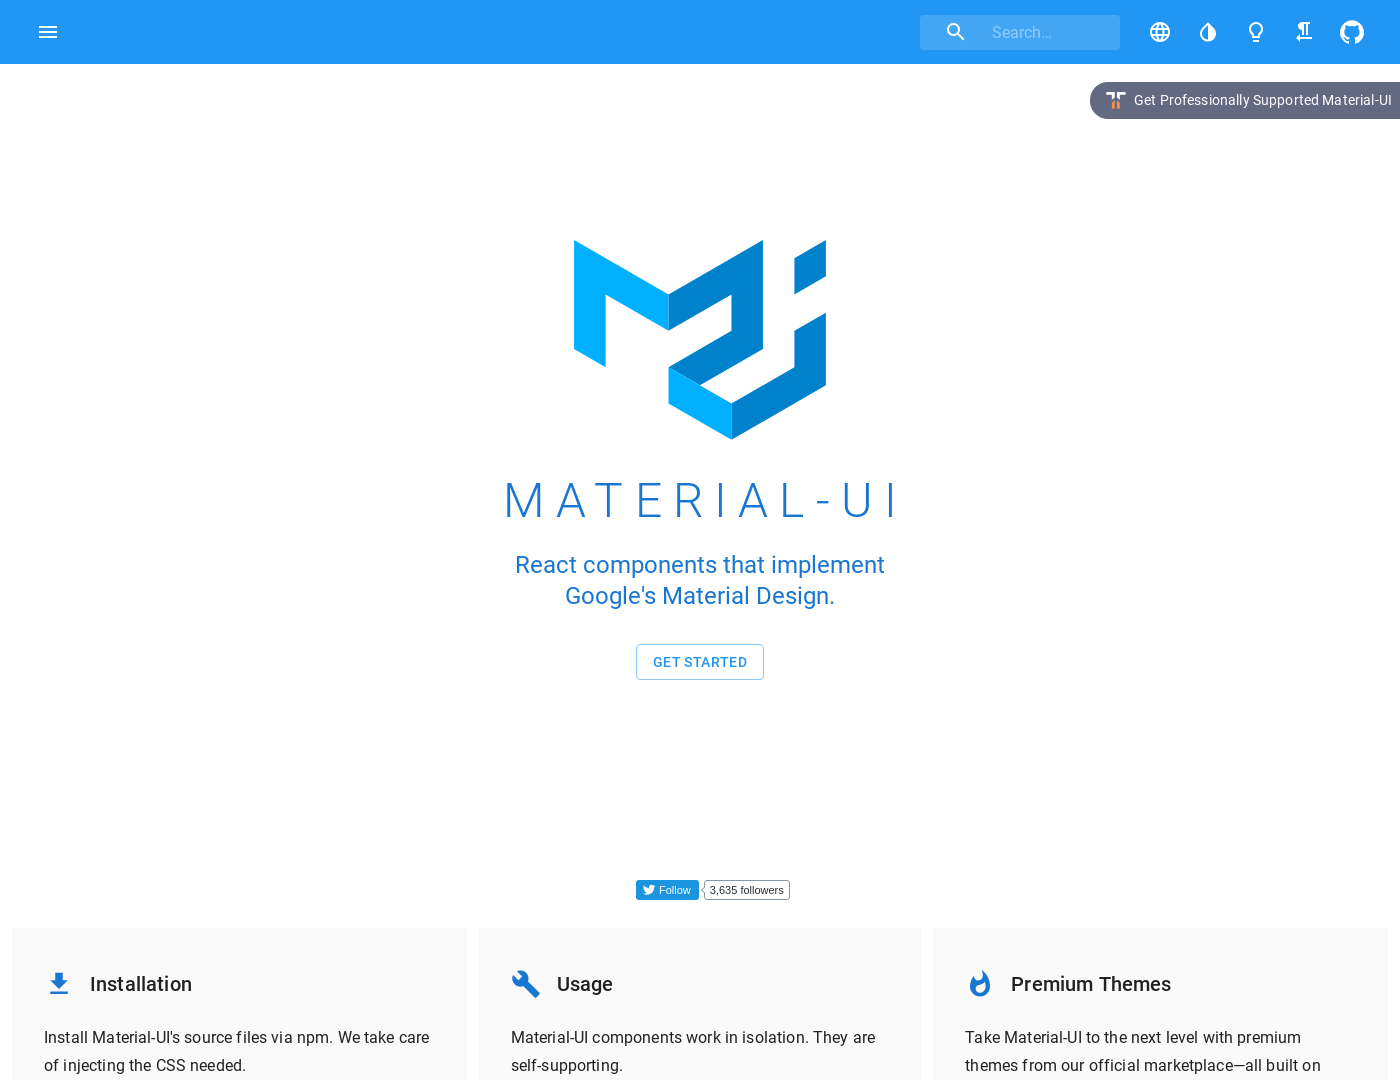 Search...
Get Professionally Supported Material-UI
MATERIAL-UI
React components that implement
Google's Material Design.
GET STARTED
Follow
3,635 followers
Installation
Install Material-UI's source files via npm. We take care
of injecting the CSS needed.
Usage
Material-UI components work in isolation. They are
self-supporting.
Premium Themes
Take Material-UI to the next level with premium
themes from our official marketplace—all built on